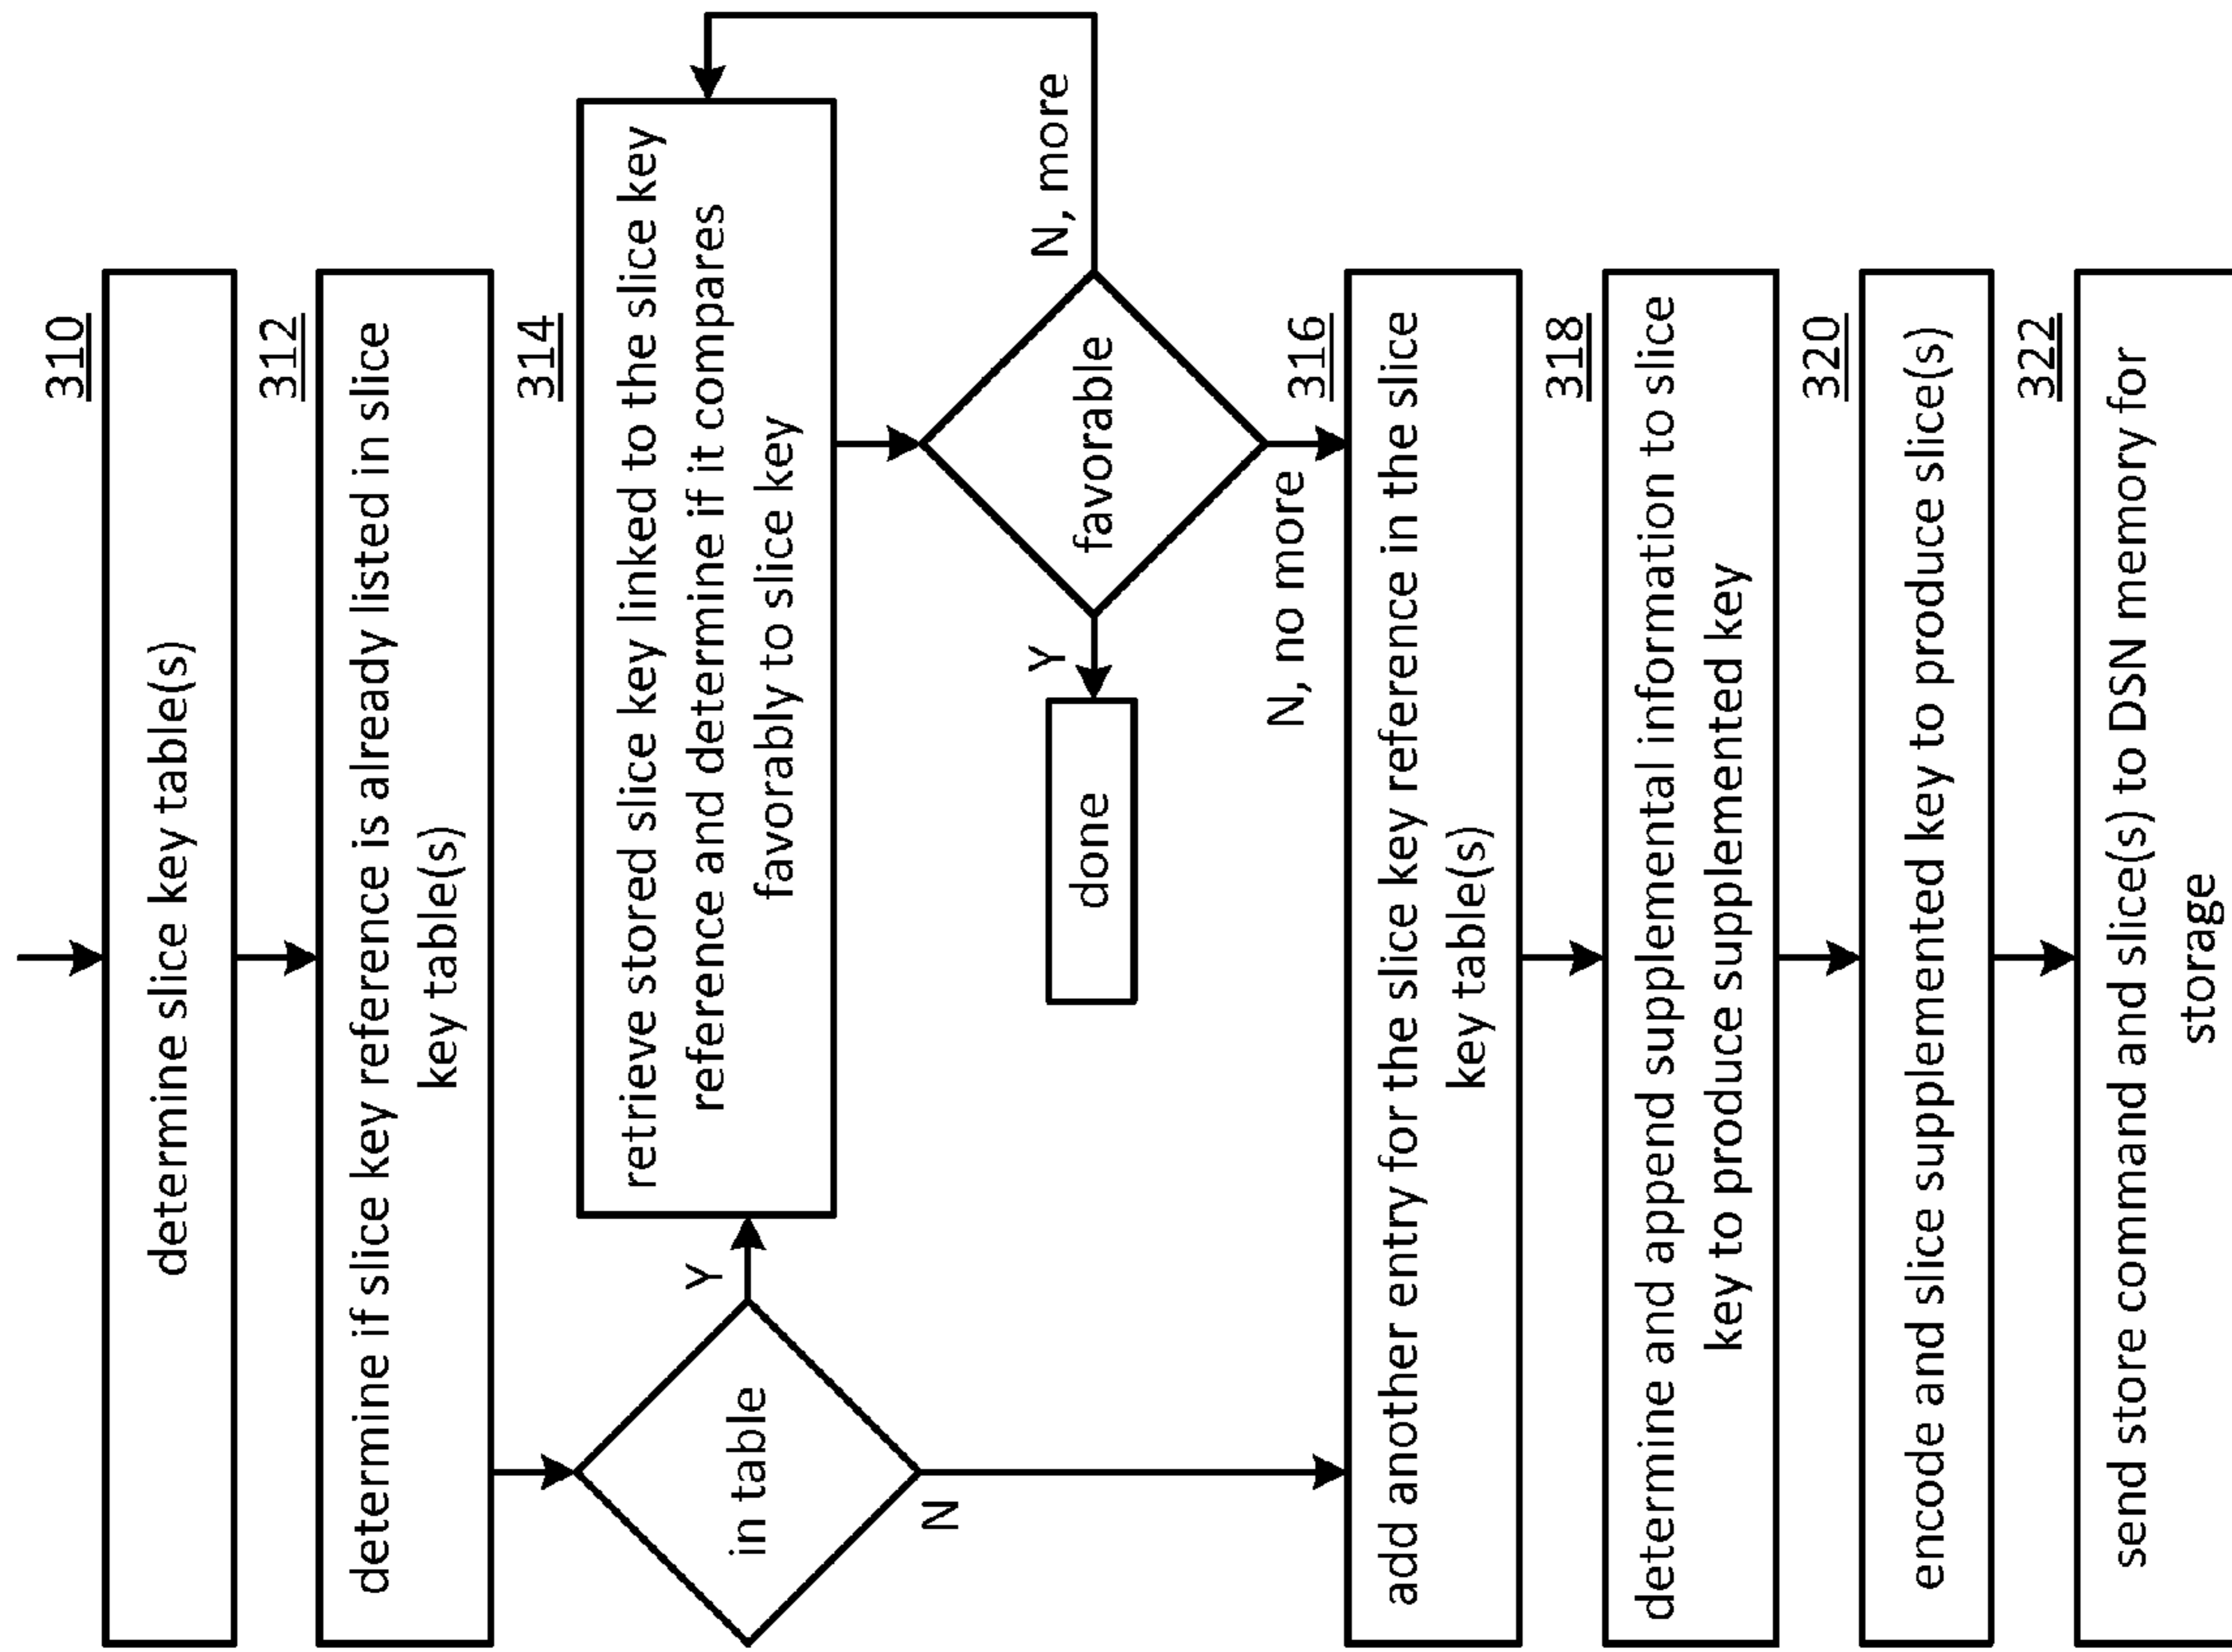 310
determine slice key table(s)
312
determine if slice key reference is already listed in slice
key table(s)
in table
Y
N
314
retrieve stored slice key linked to the slice key
reference and determine if it compares
favorably to slice key
favorable
N, more
Y
done
N, no more
316
add another entry for the slice key reference in the slice
key table(s)
318
determine and append supplemental information to slice
key to produce supplemented key
320
encode and slice supplemented key to produce slice(s)
322
send store command and slice(s) to DSN memory for
storage